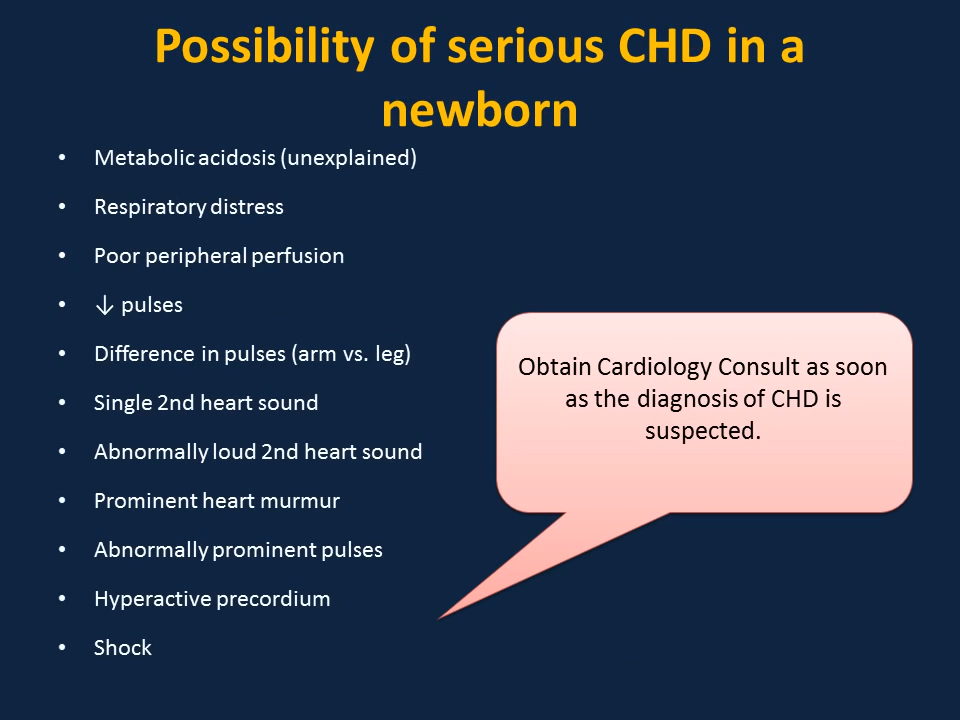 Possibility of serious CHD in a
newborn
• Metabolic acidosis (unexplained)
• Respiratory distress
• Poor peripheral perfusion
• ↓ pulses
• Difference in pulses (arm vs. leg)
• Single 2nd heart sound
• Abnormally loud 2nd heart sound
• Prominent heart murmur
• Abnormally prominent pulses
• Hyperactive precordium
• Shock
Obtain Cardiology Consult as soon
as the diagnosis of CHD is
suspected.